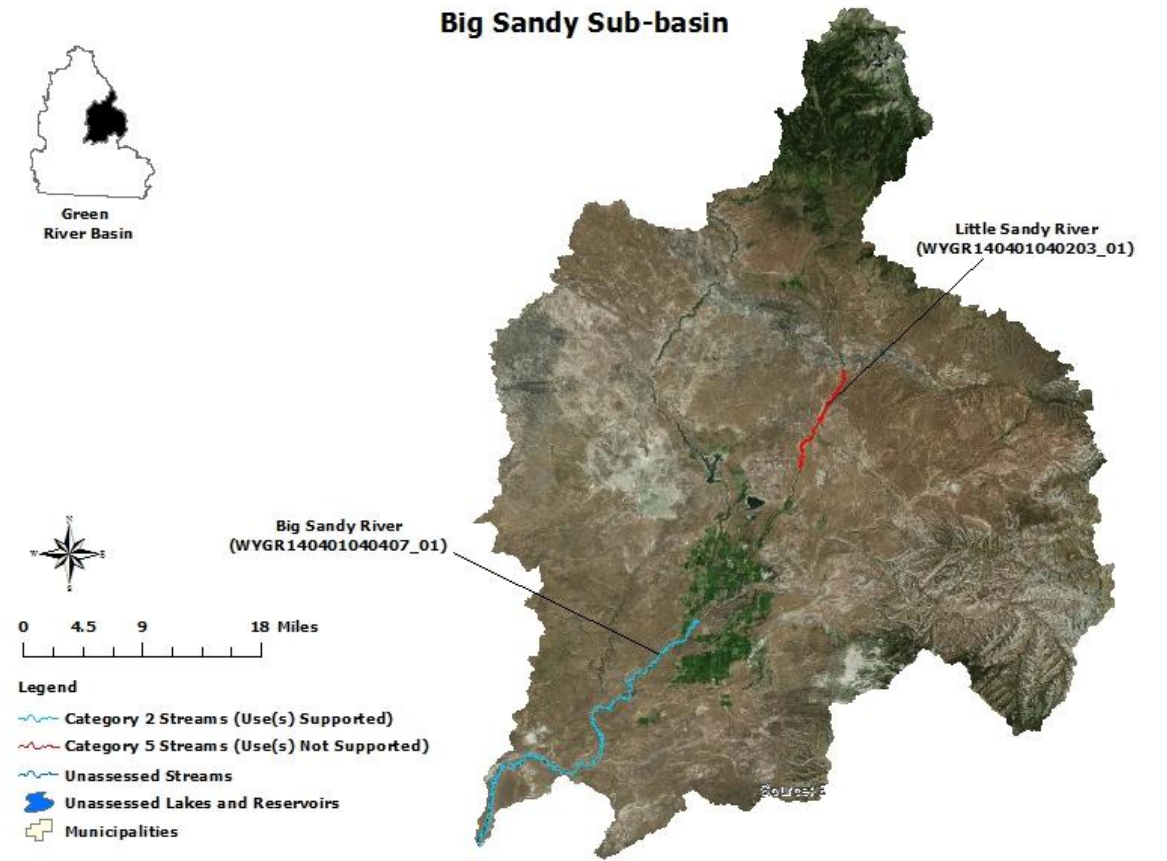 Big Sandy Sub-basin
Green
River Basin
Little Sandy River
(WYGR140401040203_01)
Big Sandy River
(WYGR140401040407_01)
N
W
E
S
0 4.5 9 18 Miles
Legend
Category 2 Streams (Use(s) Supported)
Category 5 Streams (Use(s) Not Supported)
Unassessed Streams
Unassessed Lakes and Reservoirs
Municipalities
Source: E